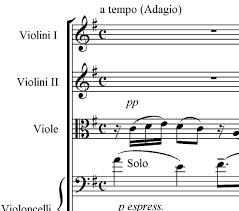 a tempo (Adagio)
Violini I
Violini II
pp
Viole
Solo
Violoncelli
p espress.